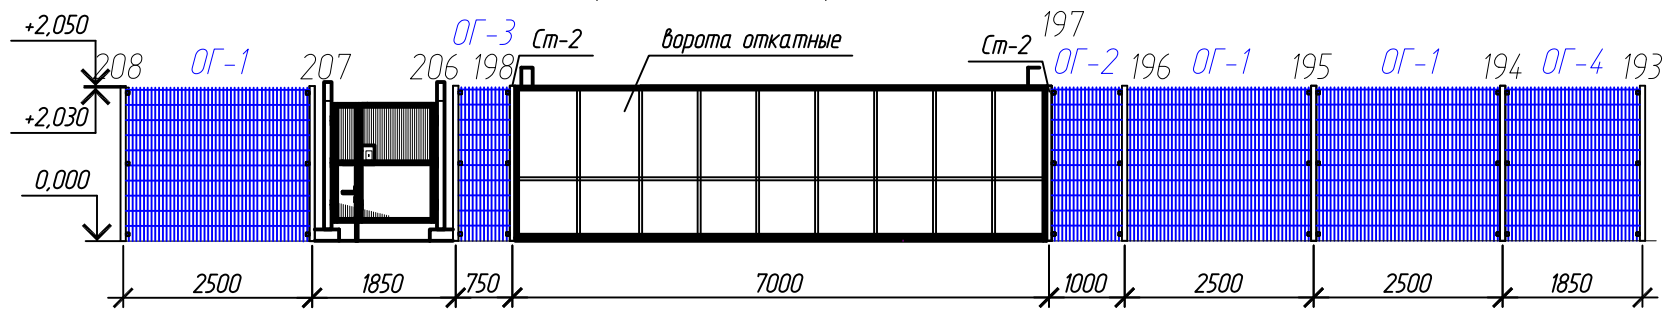 +2,050
208
ОГ-1
207
206
ОГ-3
198
Ст-2
ворота откатные
Ст-2
197
ОГ-2
196
ОГ-1
195
ОГ-1
194
ОГ-4
193
+2,030
0,000
2500
1850
750
7000
1000
2500
2500
1850